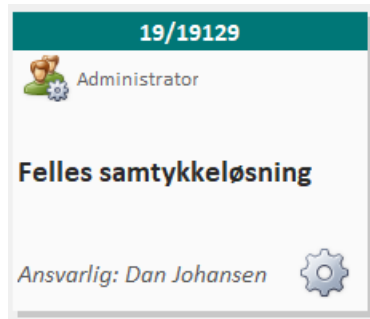 19/19129
Administrator
Felles samtykkeløsning
Ansvarlig: Dan Johansen